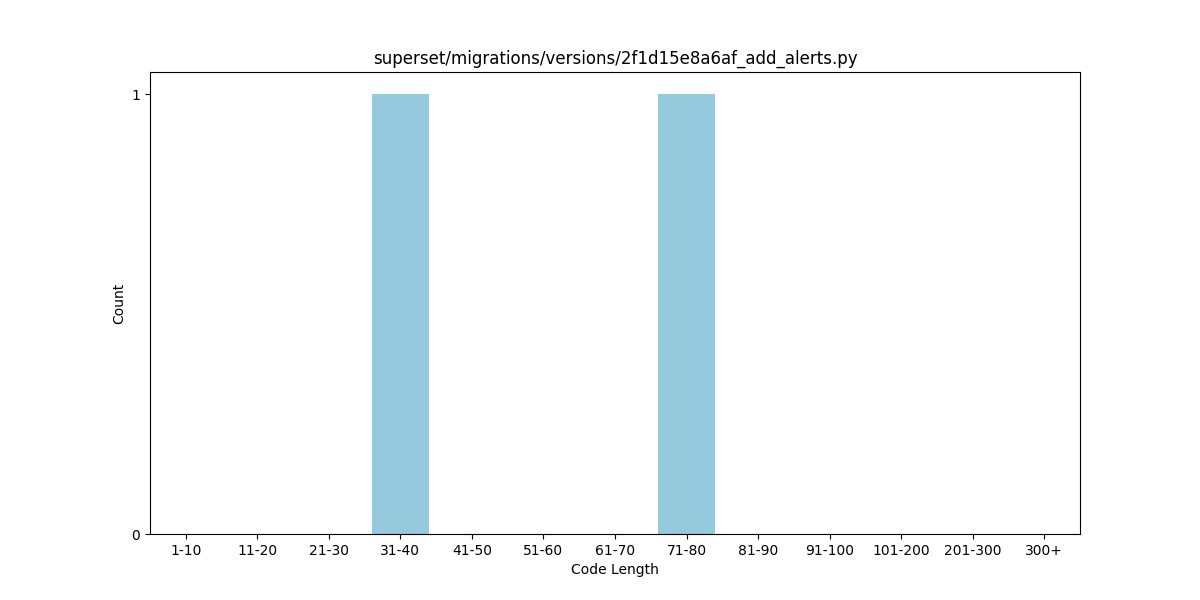 superset/migrations/versions/2f1d15e8a6af_add_alerts.py
1
Count
0
1-10 11-20 21-30 31-40 41-50 51-60 61-70 71-80 81-90 91-100 101-200 201-300 300+
Code Length